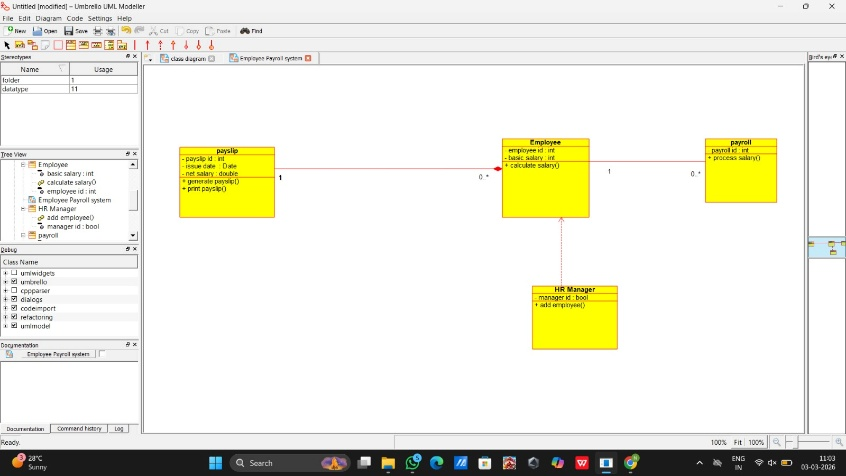 Untitled [modified] – Umbrello UML Modeller
File Edit Diagram Code Settings Help
New Open Save Cut Copy Paste Find
Stereotypes
Name Usage
folder 1
datatype 11
Tree View
Employee
basic salary : int
calculate salary()
employee id : int
Employee Payroll system
HR Manager
add employee()
manager id : bool
payroll
Debug
Class Name
umlwidgets
umbrello
cppparser
dialogs
codeimport
refactoring
umlmodel
Documentation
Employee Payroll system
Documentation Command history Log
Ready.
class diagram Employee Payroll system
payslip
- payslip id : int
- issue date : Date
- net salary : double
+ generate payslip()
+ print payslip()
1
0..*
Employee
employee id : int
- basic salary : int
+ calculate salary()
1
0..*
payroll
payroll id : int
+ process salary()
HR Manager
manager id : bool
+ add employee()
Bird's eye
100% Fit 100%
28°C
Sunny
Search
ENG
IN
11:03
03-03-2026